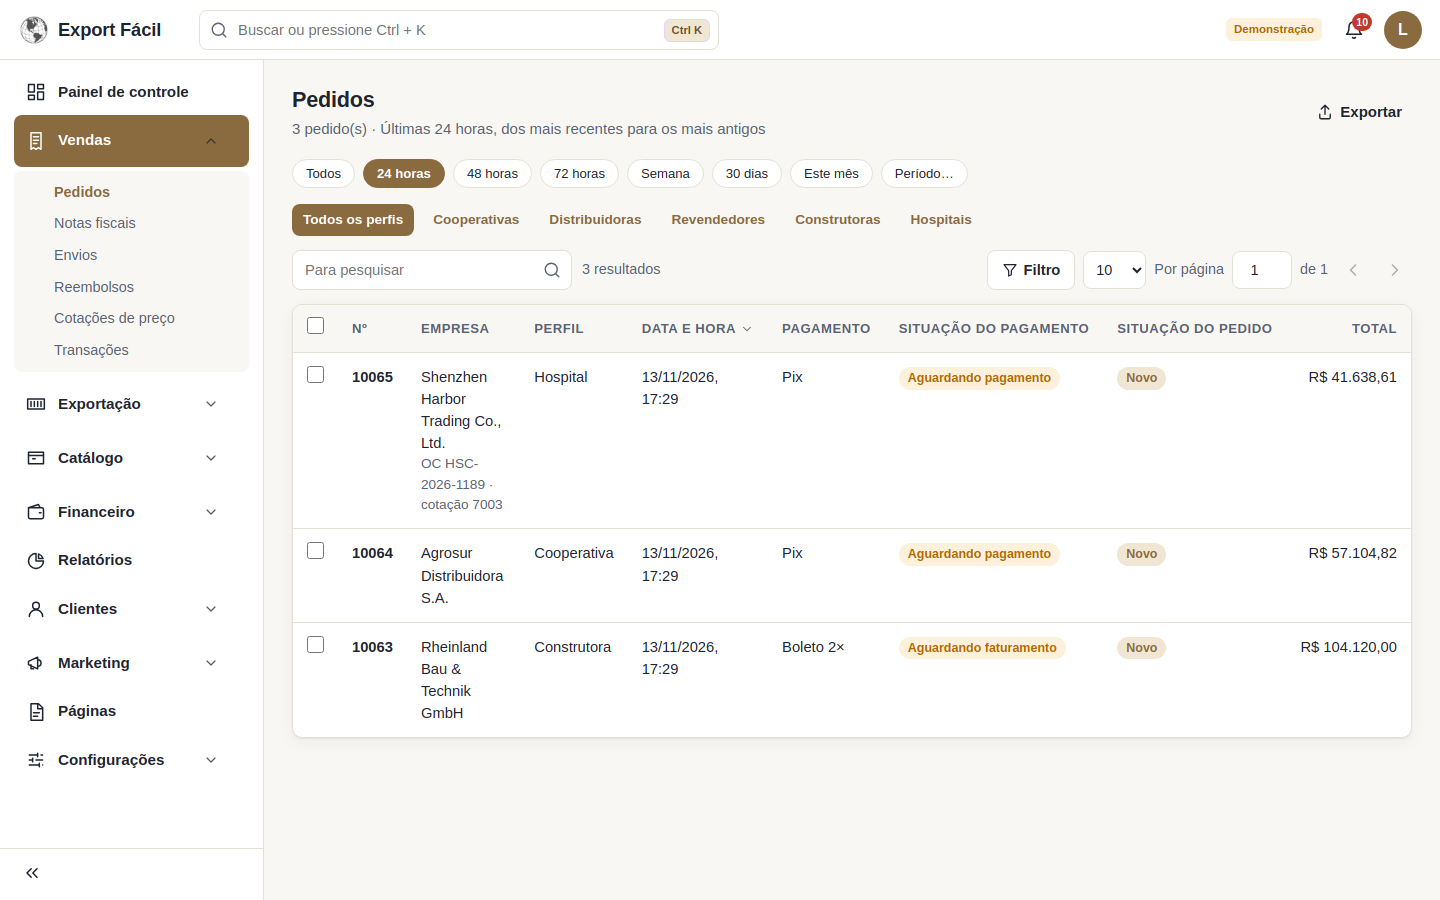 Export Fácil
Buscar ou pressione Ctrl + K
Ctrl K
Demonstração
10
L
Painel de controle
Vendas
Pedidos
Notas fiscais
Envios
Reembolsos
Cotações de preço
Transações
Exportação
Catálogo
Financeiro
Relatórios
Clientes
Marketing
Páginas
Configurações
Pedidos
3 pedido(s) · Últimas 24 horas, dos mais recentes para os mais antigos
Exportar
Todos
24 horas
48 horas
72 horas
Semana
30 dias
Este mês
Período…
Todos os perfis
Cooperativas
Distribuidoras
Revendedores
Construtoras
Hospitais
Para pesquisar
3 resultados
Filtro
10
Por página
1
de 1
Nº EMPRESA PERFIL DATA E HORA PAGAMENTO SITUAÇÃO DO PAGAMENTO SITUAÇÃO DO PEDIDO TOTAL
10065 Shenzhen Hospital 13/11/2026, Pix Aguardando pagamento Novo R$ 41.638,61
Harbor 17:29
Trading Co.,
Ltd.
OC HSC-
2026-1189 ·
cotação 7003
10064 Agrosur Cooperativa 13/11/2026, Pix Aguardando pagamento Novo R$ 57.104,82
Distribuidora 17:29
S.A.
10063 Rheinland Construtora 13/11/2026, Boleto 2× Aguardando faturamento Novo R$ 104.120,00
Bau & 17:29
Technik
GmbH